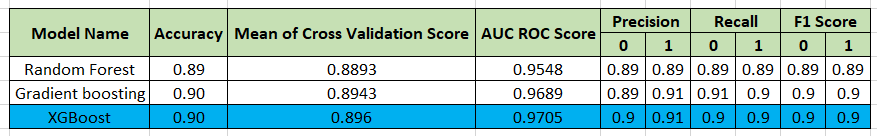 Model Name Accuracy Mean of Cross Validation Score AUC ROC Score Precision Recall F1 Score
0 1 0 1 0 1
Random Forest 0.89 0.8893 0.9548 0.89 0.89 0.89 0.89 0.89 0.89
Gradient boosting 0.90 0.8943 0.9689 0.89 0.91 0.91 0.9 0.9 0.9
XGBoost 0.90 0.896 0.9705 0.9 0.91 0.9 0.9 0.9 0.9